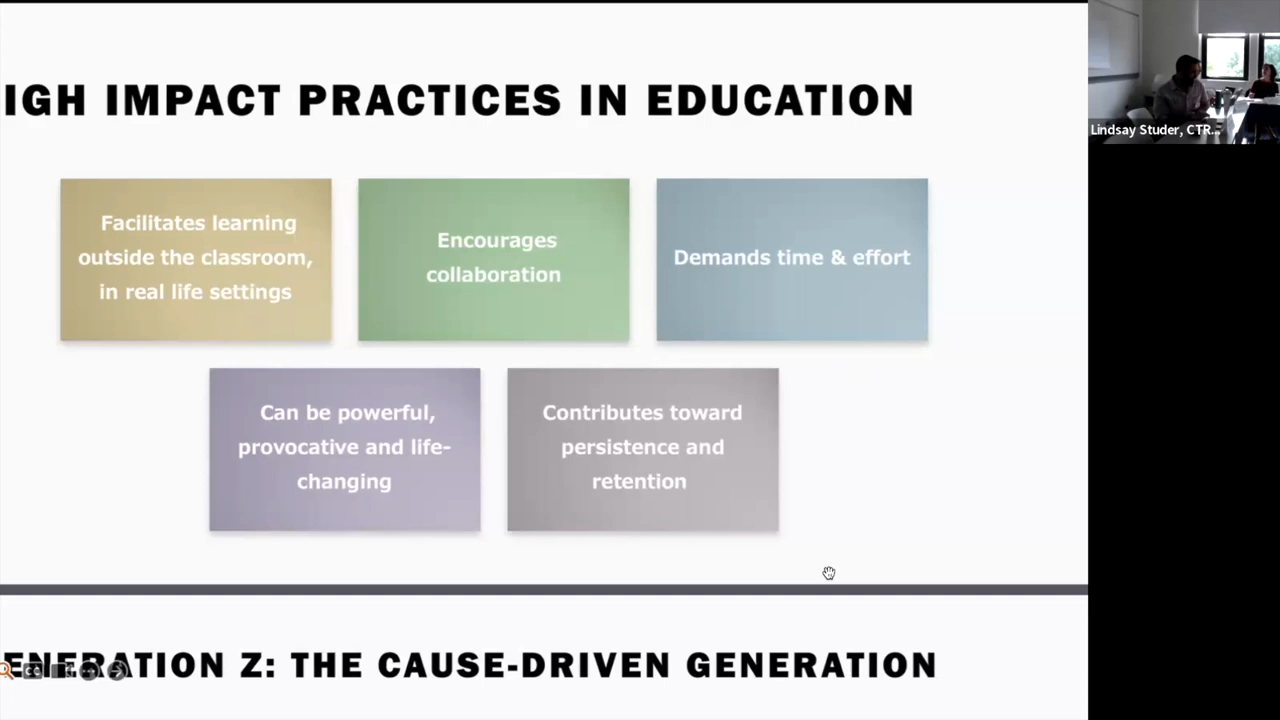 IGH IMPACT PRACTICES IN EDUCATION
Lindsay Studer, CTR...
Facilitates learning
outside the classroom,
in real life settings
Encourages
collaboration
Demands time & effort
Can be powerful,
provocative and life-
changing
Contributes toward
persistence and
retention
ENERATION Z: THE CAUSE-DRIVEN GENERATION